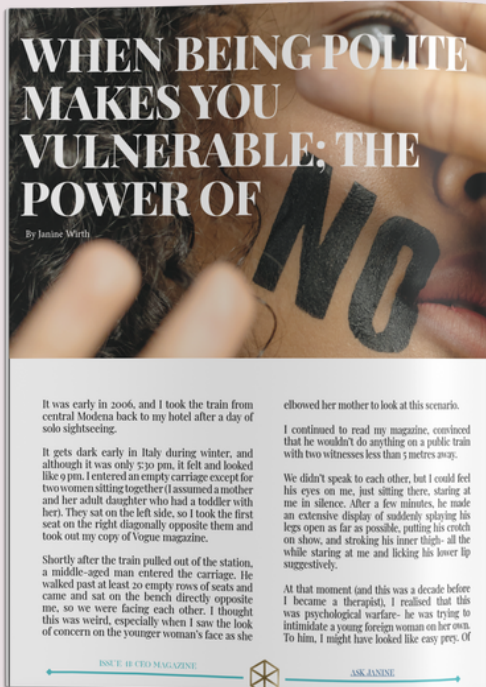 WHEN BEING POLITE
MAKES YOU
VULNERABLE; THE
POWER OF
NO
By Janine Wirth
It was early in 2006, and I took the train from
central Modena back to my hotel after a day of
solo sightseeing.
It gets dark early in Italy during winter, and
although it was only 5:30 pm, it felt and looked
like 9 pm. I entered an empty carriage except for
two women sitting together (I assumed a mother
and her adult daughter who had a toddler with
her). They sat on the left side, so I took the first
seat on the right diagonally opposite them and
took out my copy of Vogue magazine.
Shortly after the train pulled out of the station,
a middle-aged man entered the carriage. He
walked past at least 20 empty rows of seats and
came and sat on the bench directly opposite
me, so we were facing each other. I thought
this was weird, especially when I saw the look
of concern on the younger woman's face as she
elbowed her mother to look at this scenario.
I continued to read my magazine, convinced
that he wouldn't do anything on a public train
with two witnesses less than 5 metres away.
We didn't speak to each other, but I could feel
his eyes on me, just sitting there, staring at
me in silence. After a few minutes, he made
an extensive display of suddenly splaying his
legs open as far as possible, putting his crotch
on show, and stroking his inner thigh- all the
while staring at me and licking his lower lip
suggestively.
At that moment (and this was a decade before
I became a therapist), I realised that this
was psychological warfare- he was trying to
intimidate a young foreign woman on her own.
To him, I might have looked like easy prey. Of
ISSUE 41 CEO MAGAZINE
ASK JANINE